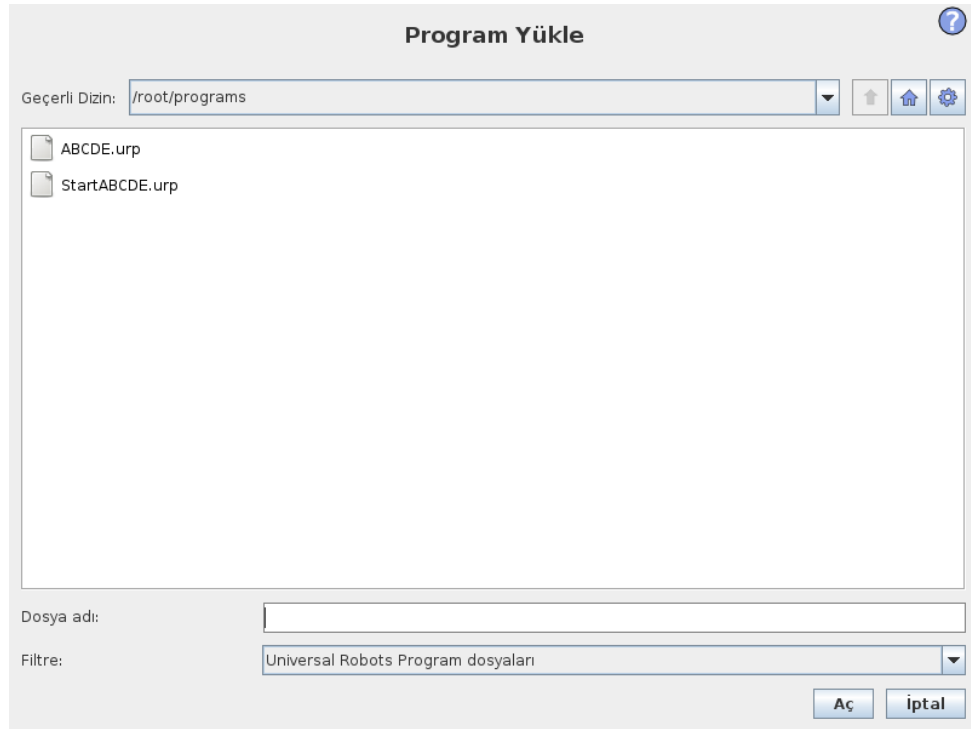 Program Yükle
?
Geçerli Dizin: /root/programs
ABCDE.urp
StartABCDE.urp
Dosya adı:
Filtre: Universal Robots Program dosyaları
Aç İptal